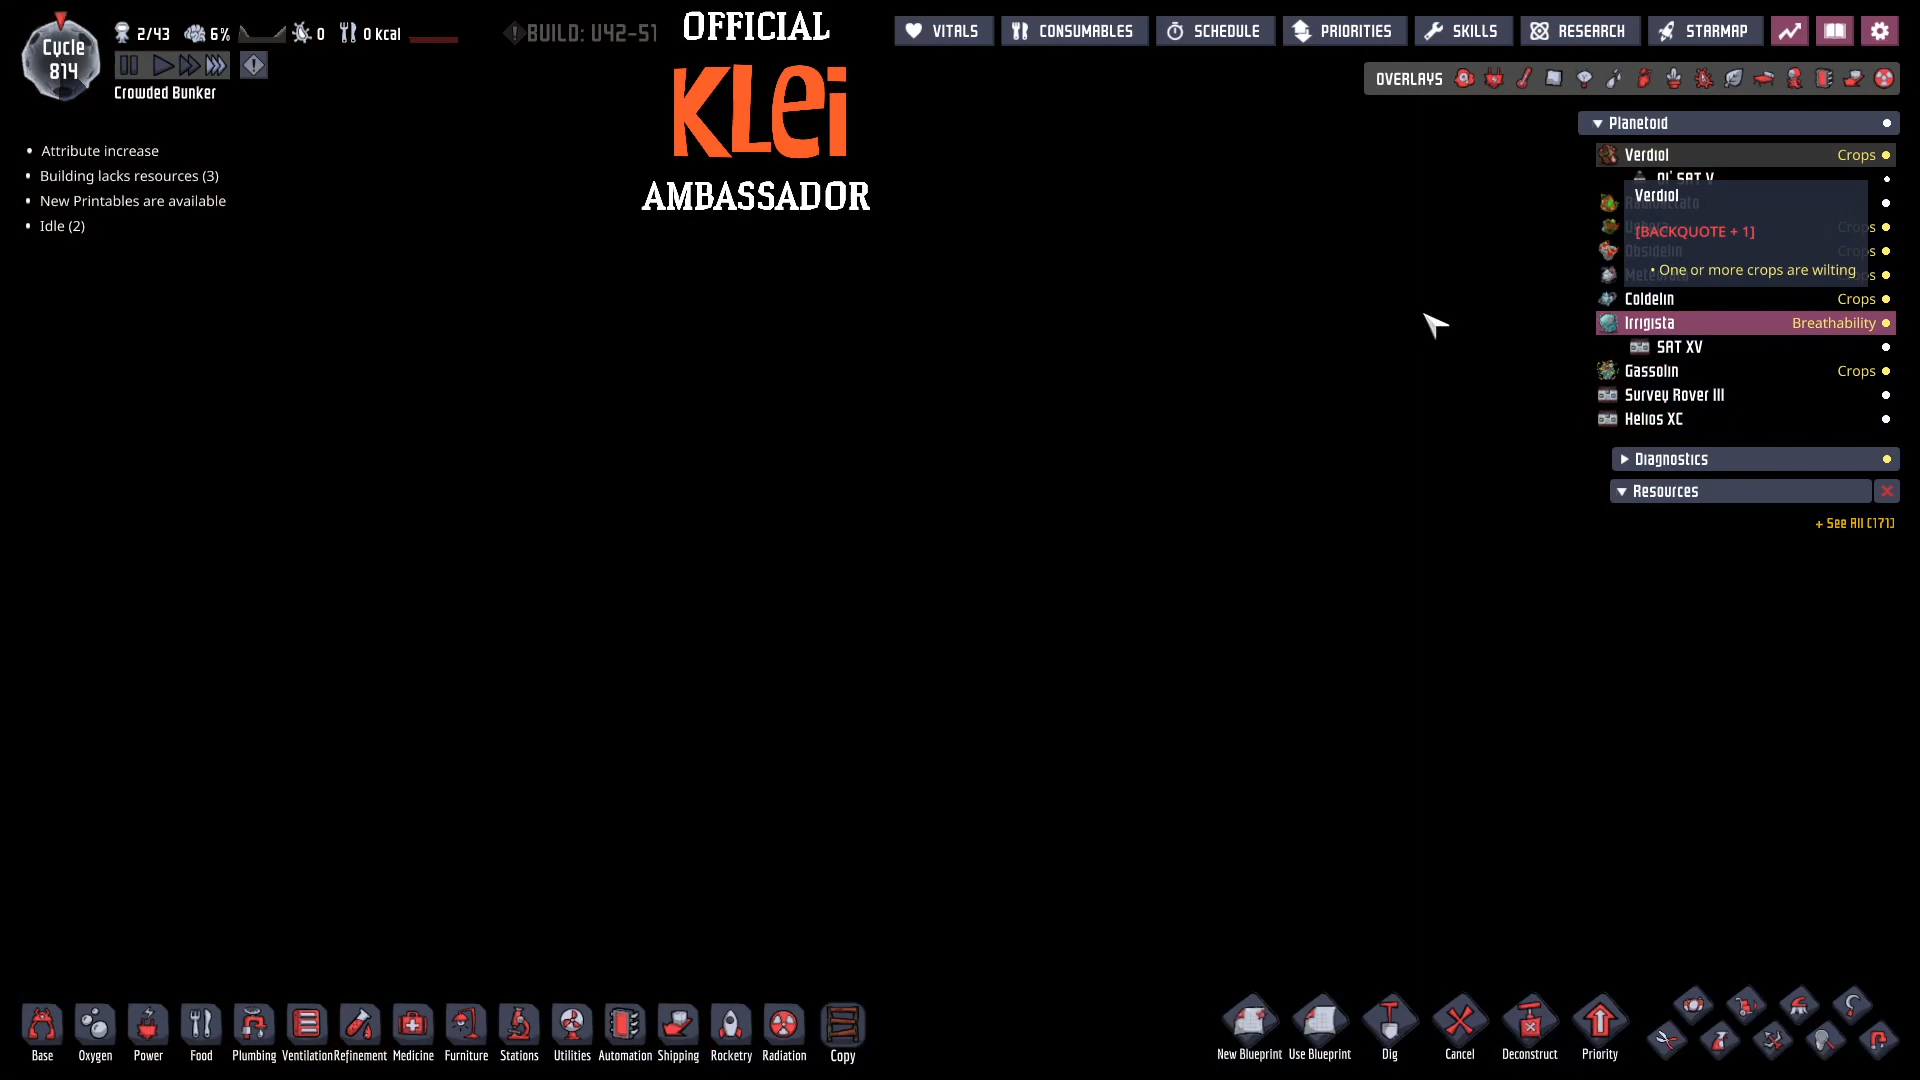 Cycle
814
2/43 6% 0 0 kcal
Crowded Bunker
BUILD: U42-51
OFFICIAL
KLei
AMBASSADOR
VITALS CONSUMABLES SCHEDULE PRIORITIES SKILLS RESEARCH STARMAP
OVERLAYS
• Attribute increase
• Building lacks resources (3)
• New Printables are available
• Idle (2)
Planetoid
Verdiol Crops
Ol' SAT V
Verdiol
[BACKQUOTE + 1]
• One or more crops are wilting
Coldelin Crops
Irrigista Breathability
SAT XV
Gassolin Crops
Survey Rover III
Helios XC
Diagnostics
Resources
+ See All (171)
Base Oxygen Power Food Plumbing Ventilation Refinement Medicine Furniture Stations Utilities Automation Shipping Rocketry Radiation Copy
New Blueprint Use Blueprint Dig Cancel Deconstruct Priority